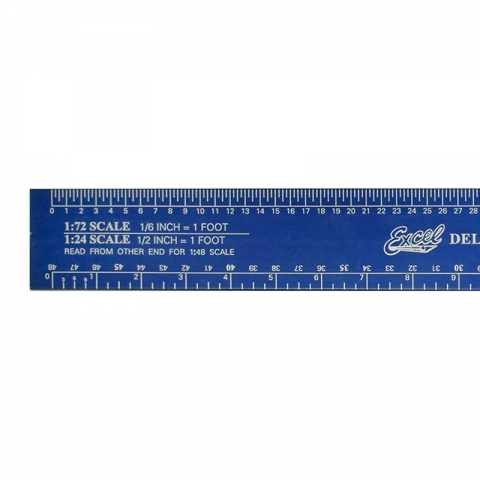 0 1 2 3 4 5 6 7 8 9 10 11 12 13 14 15 16 17 18 19 20 21 22 23 24 25 26 27 28
1:72 SCALE 1/6 INCH = 1 FOOT
1:24 SCALE 1/2 INCH = 1 FOOT
READ FROM OTHER END FOR 1:48 SCALE
Excel DEL
48 47 46 45 44 43 42 41 40 39 38 37 36 35 34 33 32 31 30
0 1 2 3 4 5 6 7 8 9